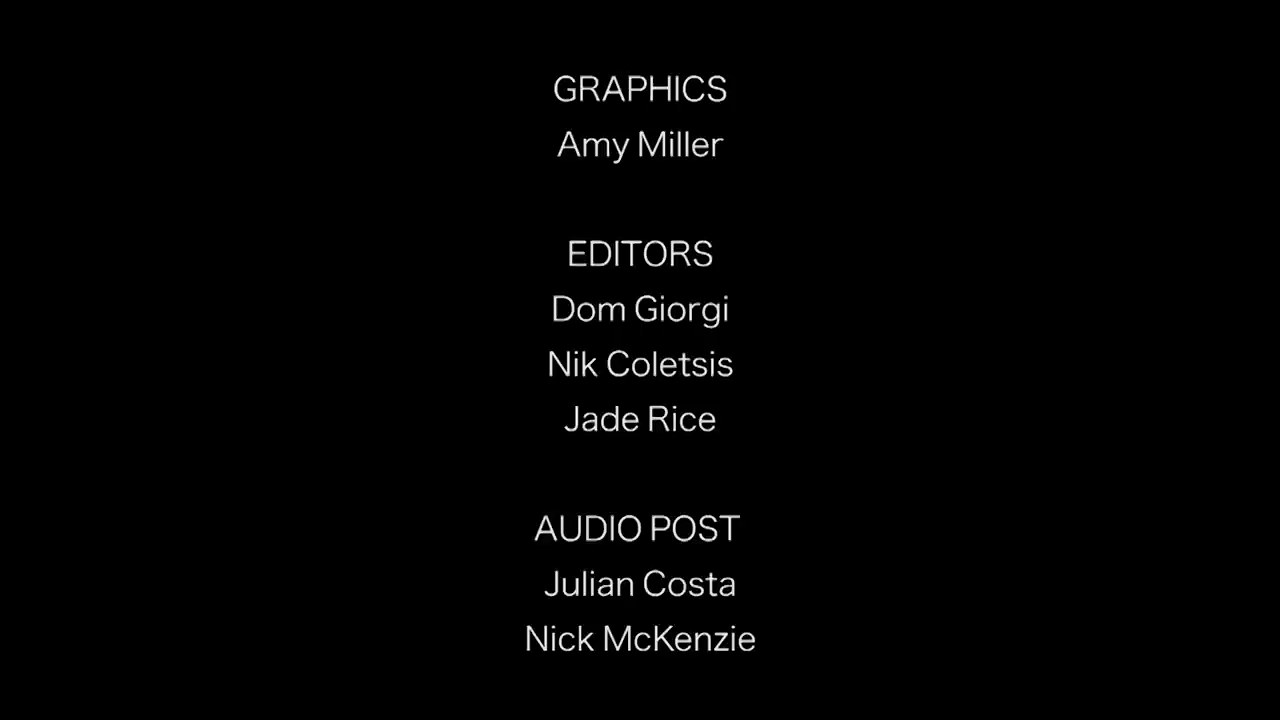 GRAPHICS
Amy Miller
EDITORS
Dom Giorgi
Nik Coletsis
Jade Rice
AUDIO POST
Julian Costa
Nick McKenzie